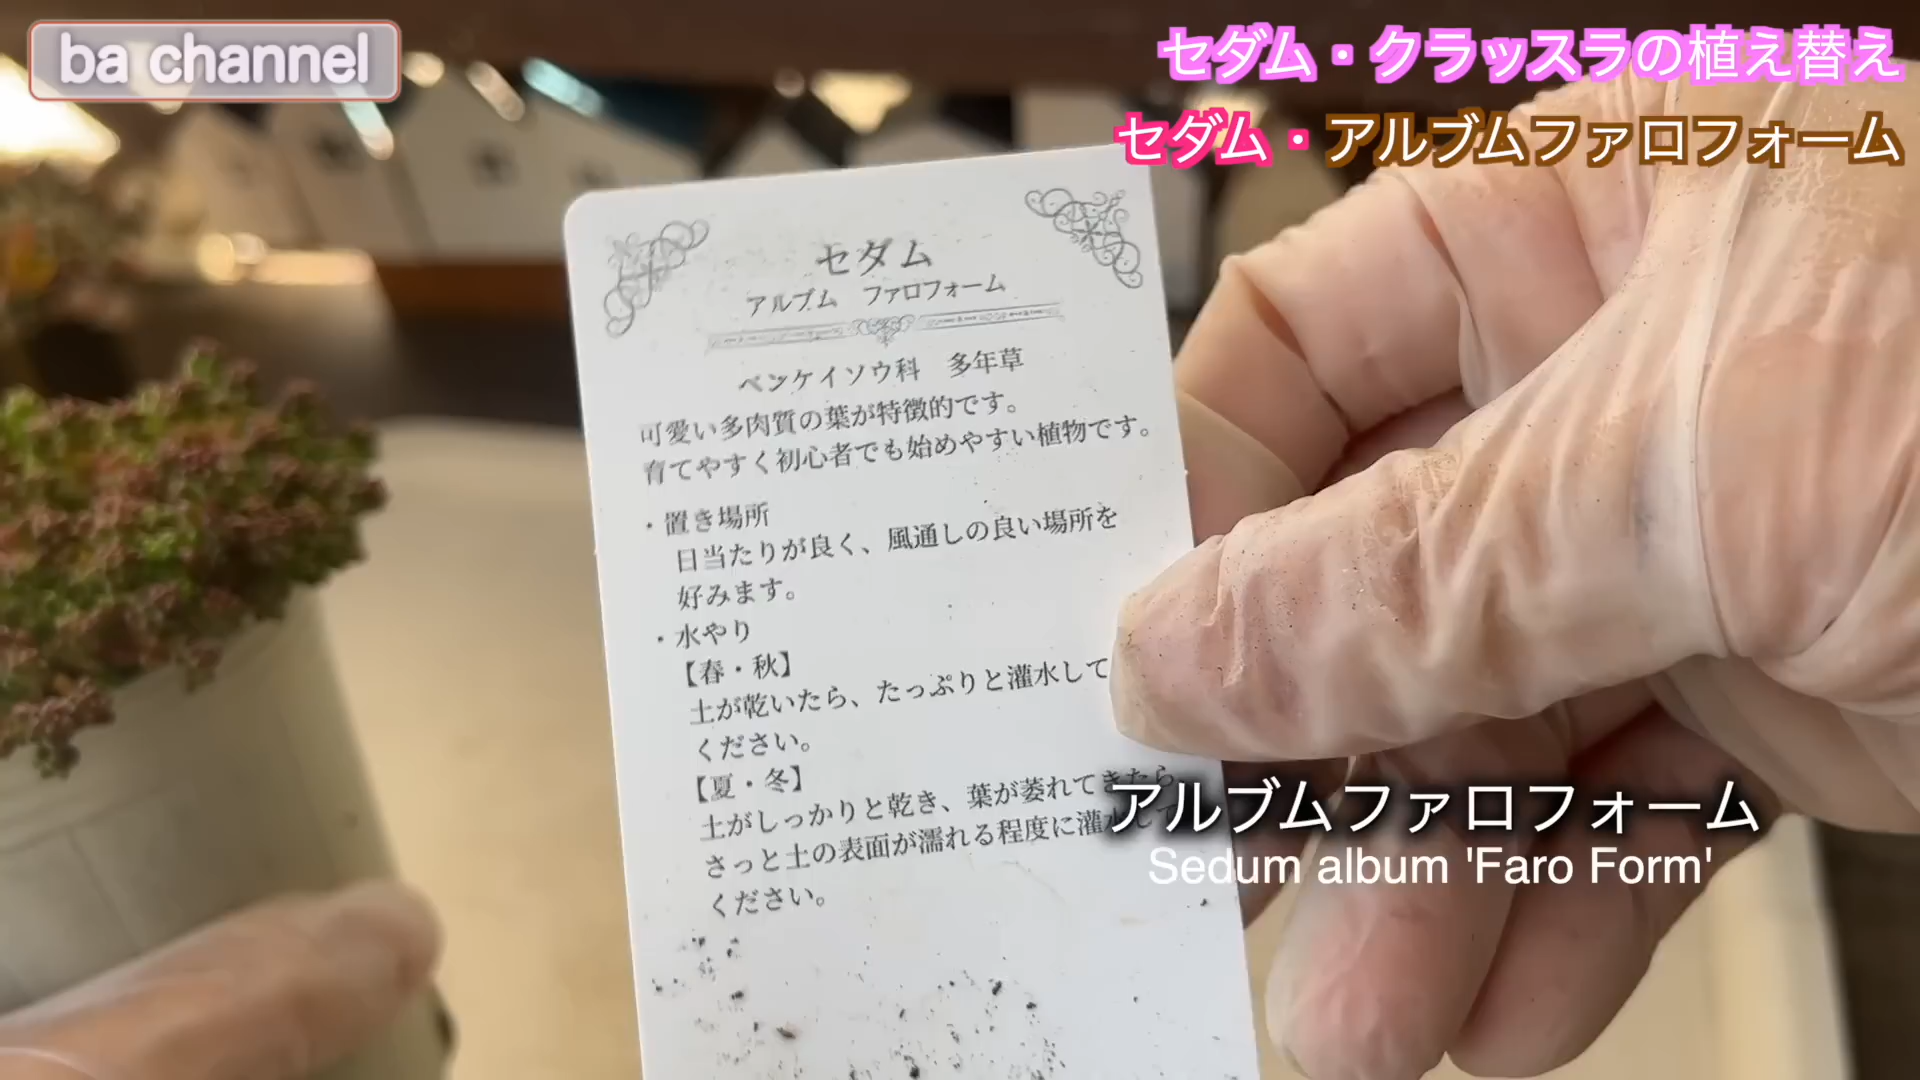 ba channel
セダム・クラッスラの植え替え
セダム・アルブムファロフォーム
セダム
アルブム ファロフォーム
ベンケイソウ科 多年草
可愛い多肉質の葉が特徴的です。
育てやすく初心者でも始めやすい植物です。
・置き場所
日当たりが良く、風通しの良い場所を
好みます。
・水やり
【春・秋】
土が乾いたら、たっぷりと灌水して
ください。
【夏・冬】
土がしっかりと乾き、葉が萎れてきたら
さっと土の表面が濡れる程度に灌水して
ください。
アルブムファロフォーム
Sedum album 'Faro Form'